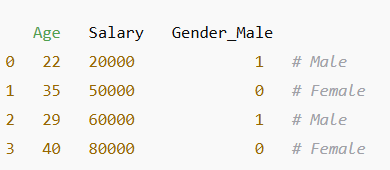 Age Salary Gender_Male
0 22 20000 1 # Male
1 35 50000 0 # Female
2 29 60000 1 # Male
3 40 80000 0 # Female